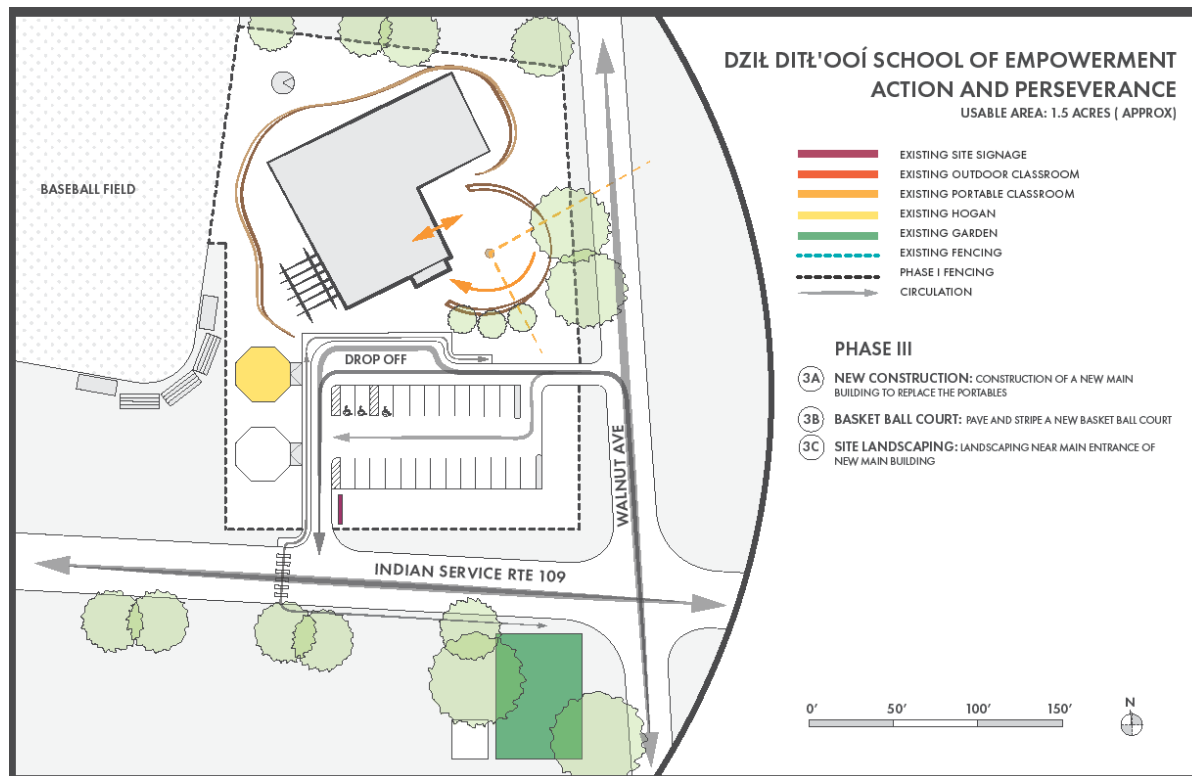 DZIŁ DITŁ'OOÍ SCHOOL OF EMPOWERMENT
ACTION AND PERSEVERANCE
USABLE AREA: 1.5 ACRES ( APPROX)
EXISTING SITE SIGNAGE
EXISTING OUTDOOR CLASSROOM
EXISTING PORTABLE CLASSROOM
EXISTING HOGAN
EXISTING GARDEN
EXISTING FENCING
PHASE I FENCING
CIRCULATION
PHASE III
3A NEW CONSTRUCTION: CONSTRUCTION OF A NEW MAIN
BUILDING TO REPLACE THE PORTABLES
3B BASKET BALL COURT: PAVE AND STRIPE A NEW BASKET BALL COURT
3C SITE LANDSCAPING: LANDSCAPING NEAR MAIN ENTRANCE OF
NEW MAIN BUILDING
BASEBALL FIELD
DROP OFF
WALNUT AVE
INDIAN SERVICE RTE 109
0' 50' 100' 150'
N